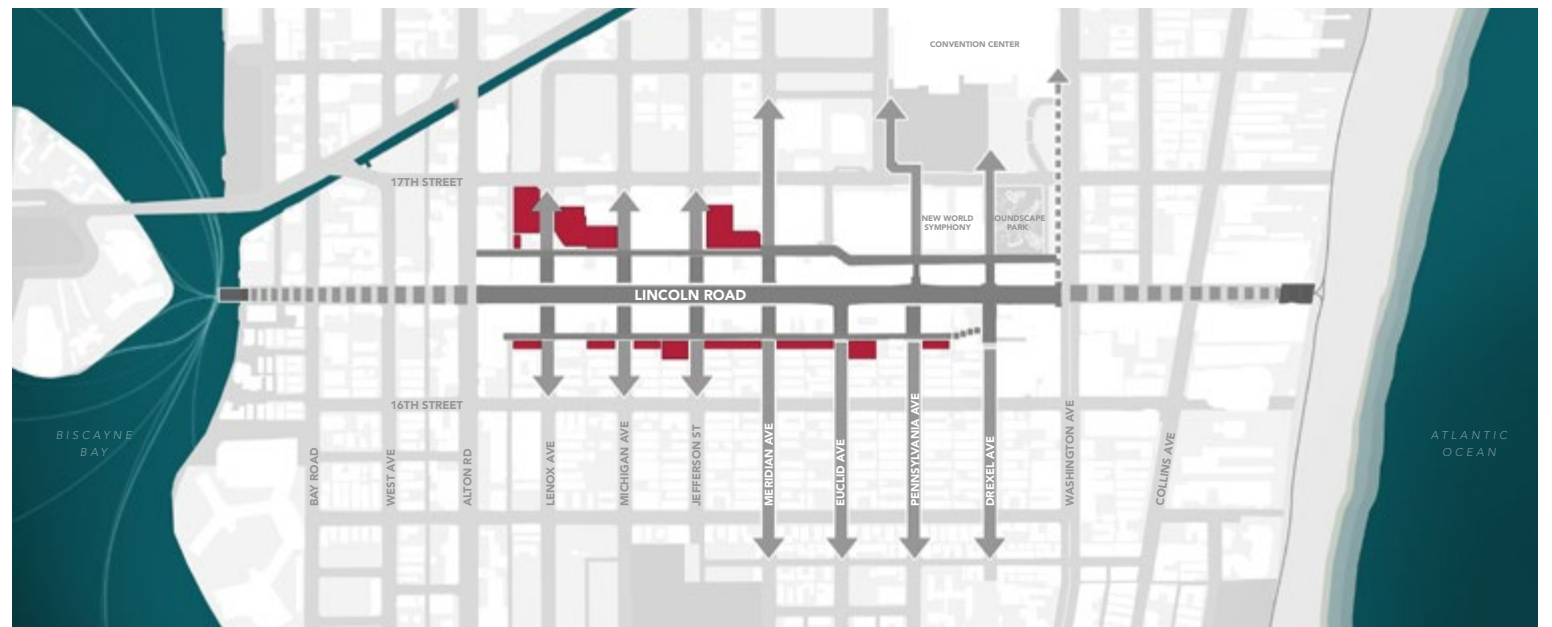 CONVENTION CENTER
17TH STREET
NEW WORLD
SYMPHONY
OUNDSCAPE
PARK
LINCOLN ROAD
16TH STREET
BISCAYNE
BAY
ATLANTIC
OCEAN
BAY ROAD
WEST AVE
ALTON RD
LENOX AVE
MICHIGAN AVE
JEFFERSON ST
MERIDIAN AVE
EUCLID AVE
PENNSYLVANIA AVE
DREXEL AVE
WASHINGTON AVE
COLLINS AVE